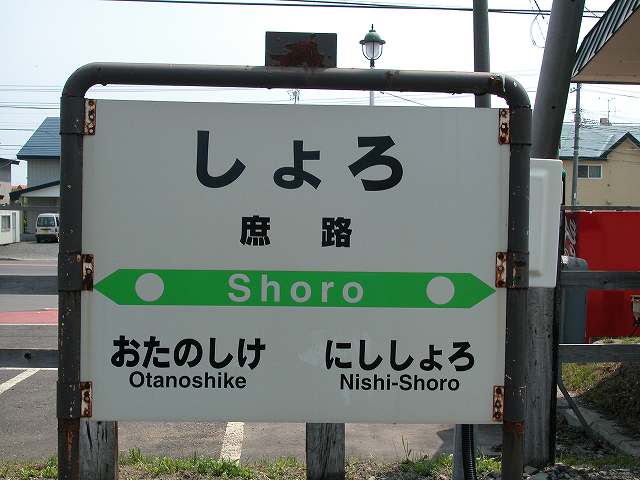 しょろ
庶路
Shoro
おたのしけ にししょろ
Otanoshike Nishi-Shoro